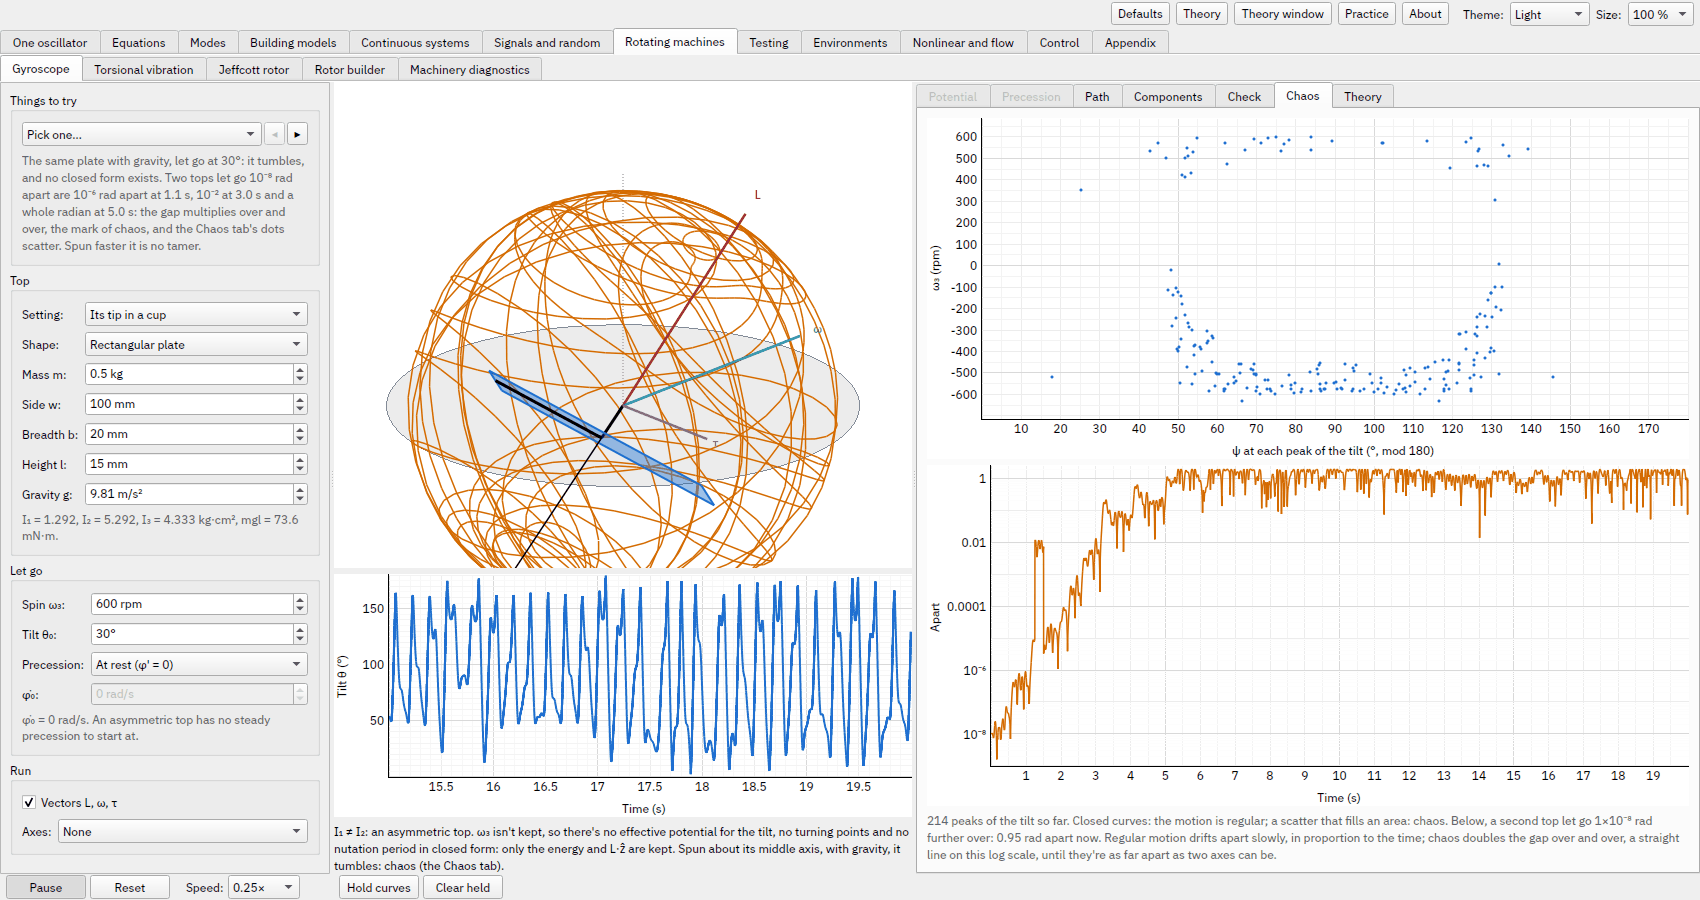 Defaults Theory Theory window Practice About Theme: Light Size: 100 %
One oscillator Equations Modes Building models Continuous systems Signals and random Rotating machines Testing Environments Nonlinear and flow Control Appendix
Gyroscope Torsional vibration Jeffcott rotor Rotor builder Machinery diagnostics
Things to try
Pick one...
The same plate with gravity, let go at 30°: it tumbles,
and no closed form exists. Two tops let go 10⁻⁸ rad
apart are 10⁻⁶ rad apart at 1.1 s, 10⁻² at 3.0 s and a
whole radian at 5.0 s: the gap multiplies over and
over, the mark of chaos, and the Chaos tab's dots
scatter. Spun faster it is no tamer.
Top
Setting: Its tip in a cup
Shape: Rectangular plate
Mass m: 0.5 kg
Side w: 100 mm
Breadth b: 20 mm
Height l: 15 mm
Gravity g: 9.81 m/s²
I₁ = 1.292, I₂ = 5.292, I₃ = 4.333 kg·cm², mgl = 73.6
mN·m.
Let go
Spin ω₃: 600 rpm
Tilt θ₀: 30°
Precession: At rest (φ' = 0)
φ̇₀: 0 rad/s
φ̇₀ = 0 rad/s. An asymmetric top has no steady
precession to start at.
Run
Vectors L, ω, τ
Axes: None
Pause Reset Speed: 0.25×
L
ω
τ
Tilt θ (°)
150
100
50
15.5 16 16.5 17 17.5 18 18.5 19 19.5
Time (s)
I₁ ≠ I₂: an asymmetric top. ω₃ isn't kept, so there's no effective potential for the tilt, no turning points and no
nutation period in closed form: only the energy and L·ẑ are kept. Spun about its middle axis, with gravity, it
tumbles: chaos (the Chaos tab).
Hold curves Clear held
Potential Precession Path Components Check Chaos Theory
ω₃ (rpm)
600
500
400
300
200
100
0
-100
-200
-300
-400
-500
-600
10 20 30 40 50 60 70 80 90 100 110 120 130 140 150 160 170
ψ at each peak of the tilt (°, mod 180)
Apart
1
0.01
0.0001
10⁻⁶
10⁻⁸
1 2 3 4 5 6 7 8 9 10 11 12 13 14 15 16 17 18 19
Time (s)
214 peaks of the tilt so far. Closed curves: the motion is regular; a scatter that fills an area: chaos. Below, a second top let go 1×10⁻⁸ rad
further over: 0.95 rad apart now. Regular motion drifts apart slowly, in proportion to the time; chaos doubles the gap over and over, a straight
line on this log scale, until they're as far apart as two axes can be.